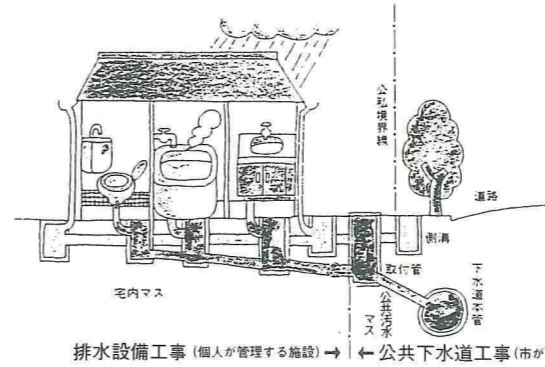 公私境界線
道路
側溝
取付管
下水道本管
公共汚水
マス
宅内マス
排水設備工事 (個人が管理する施設) → ← 公共下水道工事 (市が